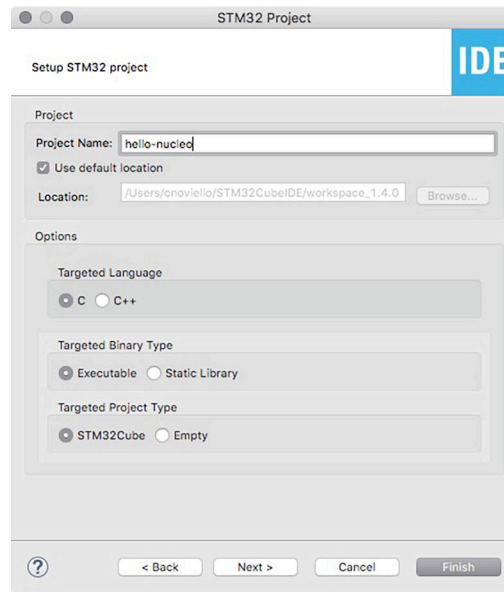 STM32 Project
Setup STM32 project
IDE
Project
Project Name: hello-nucleo
Use default location
Location: /Users/cnoviello/STM32CubeIDE/workspace_1.4.0 Browse...
Options
Targeted Language
C C++
Targeted Binary Type
Executable Static Library
Targeted Project Type
STM32Cube Empty
? < Back Next > Cancel Finish